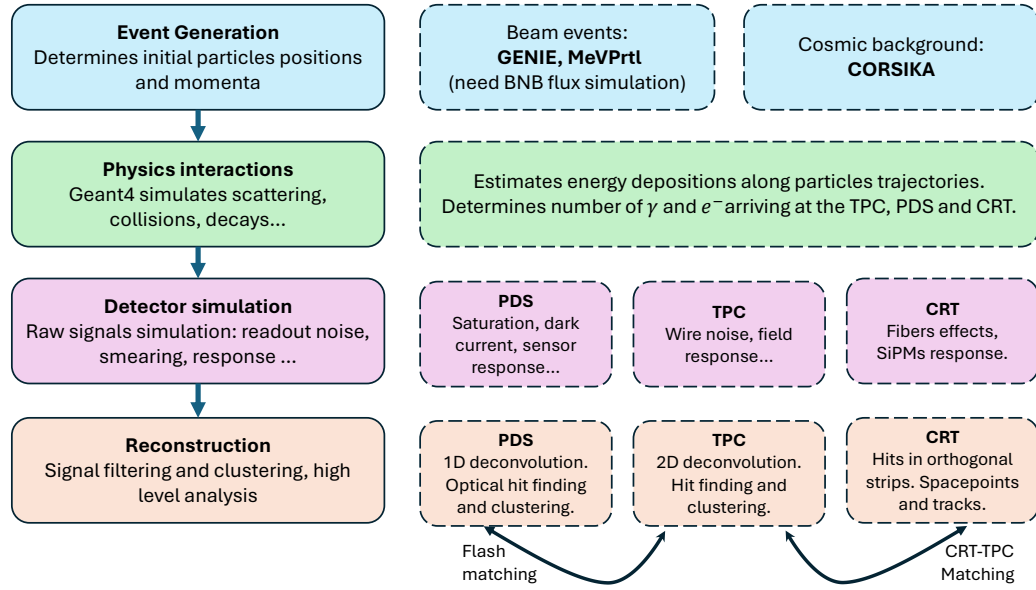 Event Generation
Determines initial particles positions
and momenta
Beam events:
GENIE, MeVPrtl
(need BNB flux simulation)
Cosmic background:
CORSIKA
Physics interactions
Geant4 simulates scattering,
collisions, decays...
Estimates energy depositions along particles trajectories.
Determines number of γ and e⁻ arriving at the TPC, PDS and CRT.
Detector simulation
Raw signals simulation: readout noise,
smearing, response ...
PDS
Saturation, dark
current, sensor
response...
TPC
Wire noise, field
response...
CRT
Fibers effects,
SiPMs response.
Reconstruction
Signal filtering and clustering, high
level analysis
PDS
1D deconvolution.
Optical hit finding
and clustering.
TPC
2D deconvolution.
Hit finding and
clustering.
CRT
Hits in orthogonal
strips. Spacepoints
and tracks.
Flash
matching
CRT-TPC
Matching